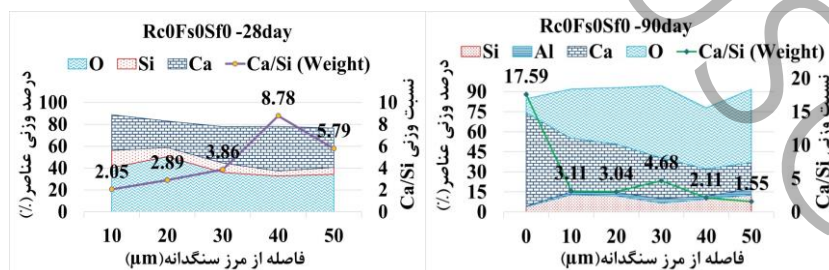 Rc0Fs0Sf0 -28day
O Si Ca Ca/Si (Weight)
درصد وزنی عناصر (٪)
100
80
60
40
20
0
2.05 2.89 3.86 8.78 5.79
10
8
6
4
2
0
نسبت وزنی Ca/Si
10 20 30 40 50
فاصله از مرز سنگدانه(µm)
Rc0Fs0Sf0 -90day
Si Al Ca O Ca/Si (Weight)
درصد وزنی عناصر (٪)
90
75
60
45
30
15
0
17.59 3.11 3.04 4.68 2.11 1.55
20
15
10
5
0
نسبت وزنی Ca/Si
0 10 20 30 40 50
فاصله از مرز سنگدانه(µm)